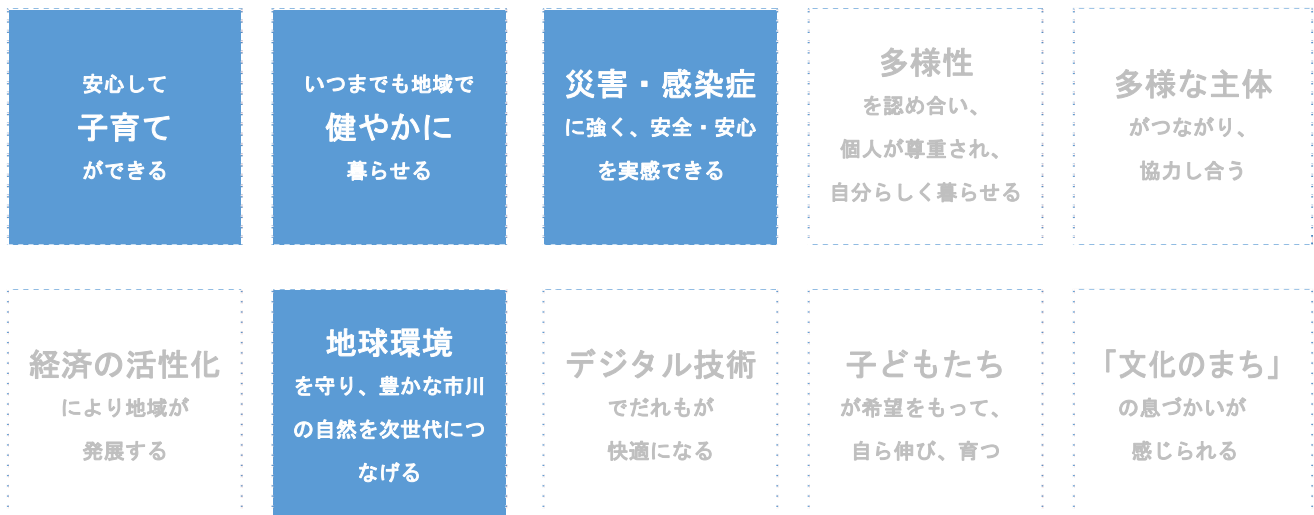 安心して
子育て
ができる
いつまでも地域で
健やかに
暮らせる
災害・感染症
に強く、安全・安心
を実感できる
多様性
を認め合い、
個人が尊重され、
自分らしく暮らせる
多様な主体
がつながり、
協力し合う
経済の活性化
により地域が
発展する
地球環境
を守り、豊かな市川
の自然を次世代につ
なげる
デジタル技術
でだれもが
快適になる
子どもたち
が希望をもって、
自ら伸び、育つ
「文化のまち」
の息づかいが
感じられる